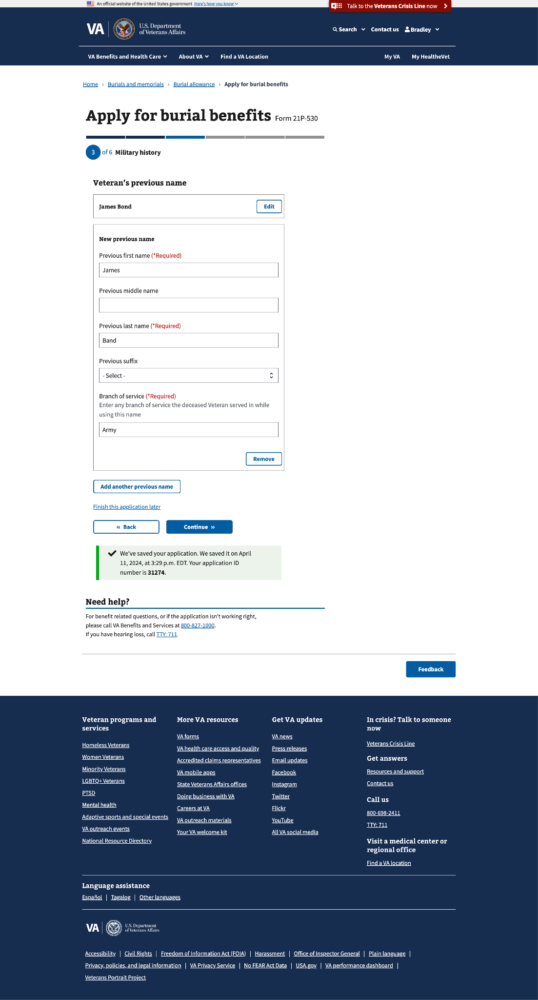 An official website of the United States government Here's how you know
Talk to the Veterans Crisis Line now
VA U.S. Department
of Veterans Affairs
Search Contact us Bradley
VA Benefits and Health Care About VA Find a VA Location My VA My HealtheVet
Home › Burials and memorials › Burial allowance › Apply for burial benefits
Apply for burial benefits Form 21P-530
3 of 6 Military history
Veteran's previous name
James Bond Edit
New previous name
Previous first name (*Required)
James
Previous middle name
Previous last name (*Required)
Band
Previous suffix
- Select -
Branch of service (*Required)
Enter any branch of service the deceased Veteran served in while
using this name
Army
Remove
Add another previous name
Finish this application later
« Back Continue »
We've saved your application. We saved it on April
11, 2024, at 3:29 p.m. EDT. Your application ID
number is 31274.
Need help?
For benefit related questions, or if the application isn't working right,
please call VA Benefits and Services at 800-827-1000.
If you have hearing loss, call TTY: 711.
Feedback
Veteran programs and
services
Homeless Veterans
Women Veterans
Minority Veterans
LGBTQ+ Veterans
PTSD
Mental health
Adaptive sports and special events
VA outreach events
National Resource Directory
More VA resources
VA forms
VA health care access and quality
Accredited claims representatives
VA mobile apps
State Veterans Affairs offices
Doing business with VA
Careers at VA
VA outreach materials
Your VA welcome kit
Get VA updates
VA news
Press releases
Email updates
Facebook
Instagram
Twitter
Flickr
YouTube
All VA social media
In crisis? Talk to someone
now
Veterans Crisis Line
Get answers
Resources and support
Contact us
Call us
800-698-2411
TTY: 711
Visit a medical center or
regional office
Find a VA location
Language assistance
Español | Tagalog | Other languages
VA U.S. Department
of Veterans Affairs
Accessibility | Civil Rights | Freedom of Information Act (FOIA) | Harassment | Office of Inspector General | Plain language |
Privacy, policies, and legal information | VA Privacy Service | No FEAR Act Data | USA.gov | VA performance dashboard |
Veterans Portrait Project